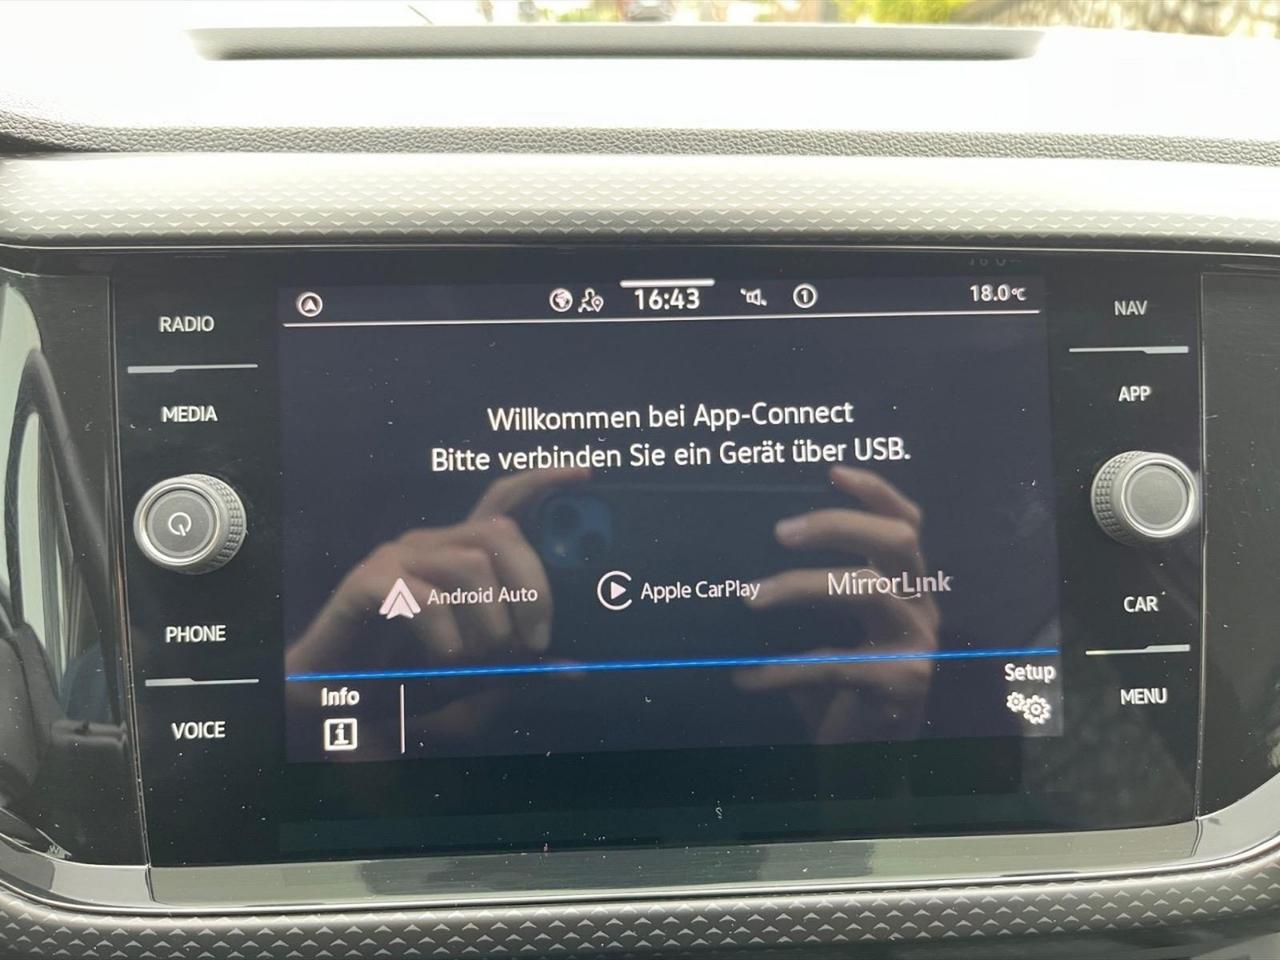 RADIO
MEDIA
PHONE
VOICE
16:43
1
18.0°C
Willkommen bei App-Connect
Bitte verbinden Sie ein Gerät über USB.
Android Auto
Apple CarPlay
MirrorLink
Info
i
Setup
NAV
APP
CAR
MENU